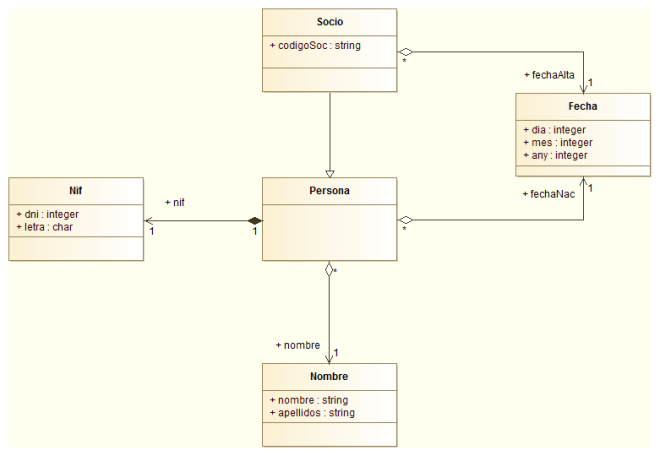 Socio
+ codigoSoc : string
*
+ fechaAlta
1
Fecha
+ dia : integer
+ mes : integer
+ any : integer
Nif
+ dni : integer
+ letra : char
+ nif
1
1
Persona
*
+ fechaNac
1
*
+ nombre
1
Nombre
+ nombre : string
+ apellidos : string